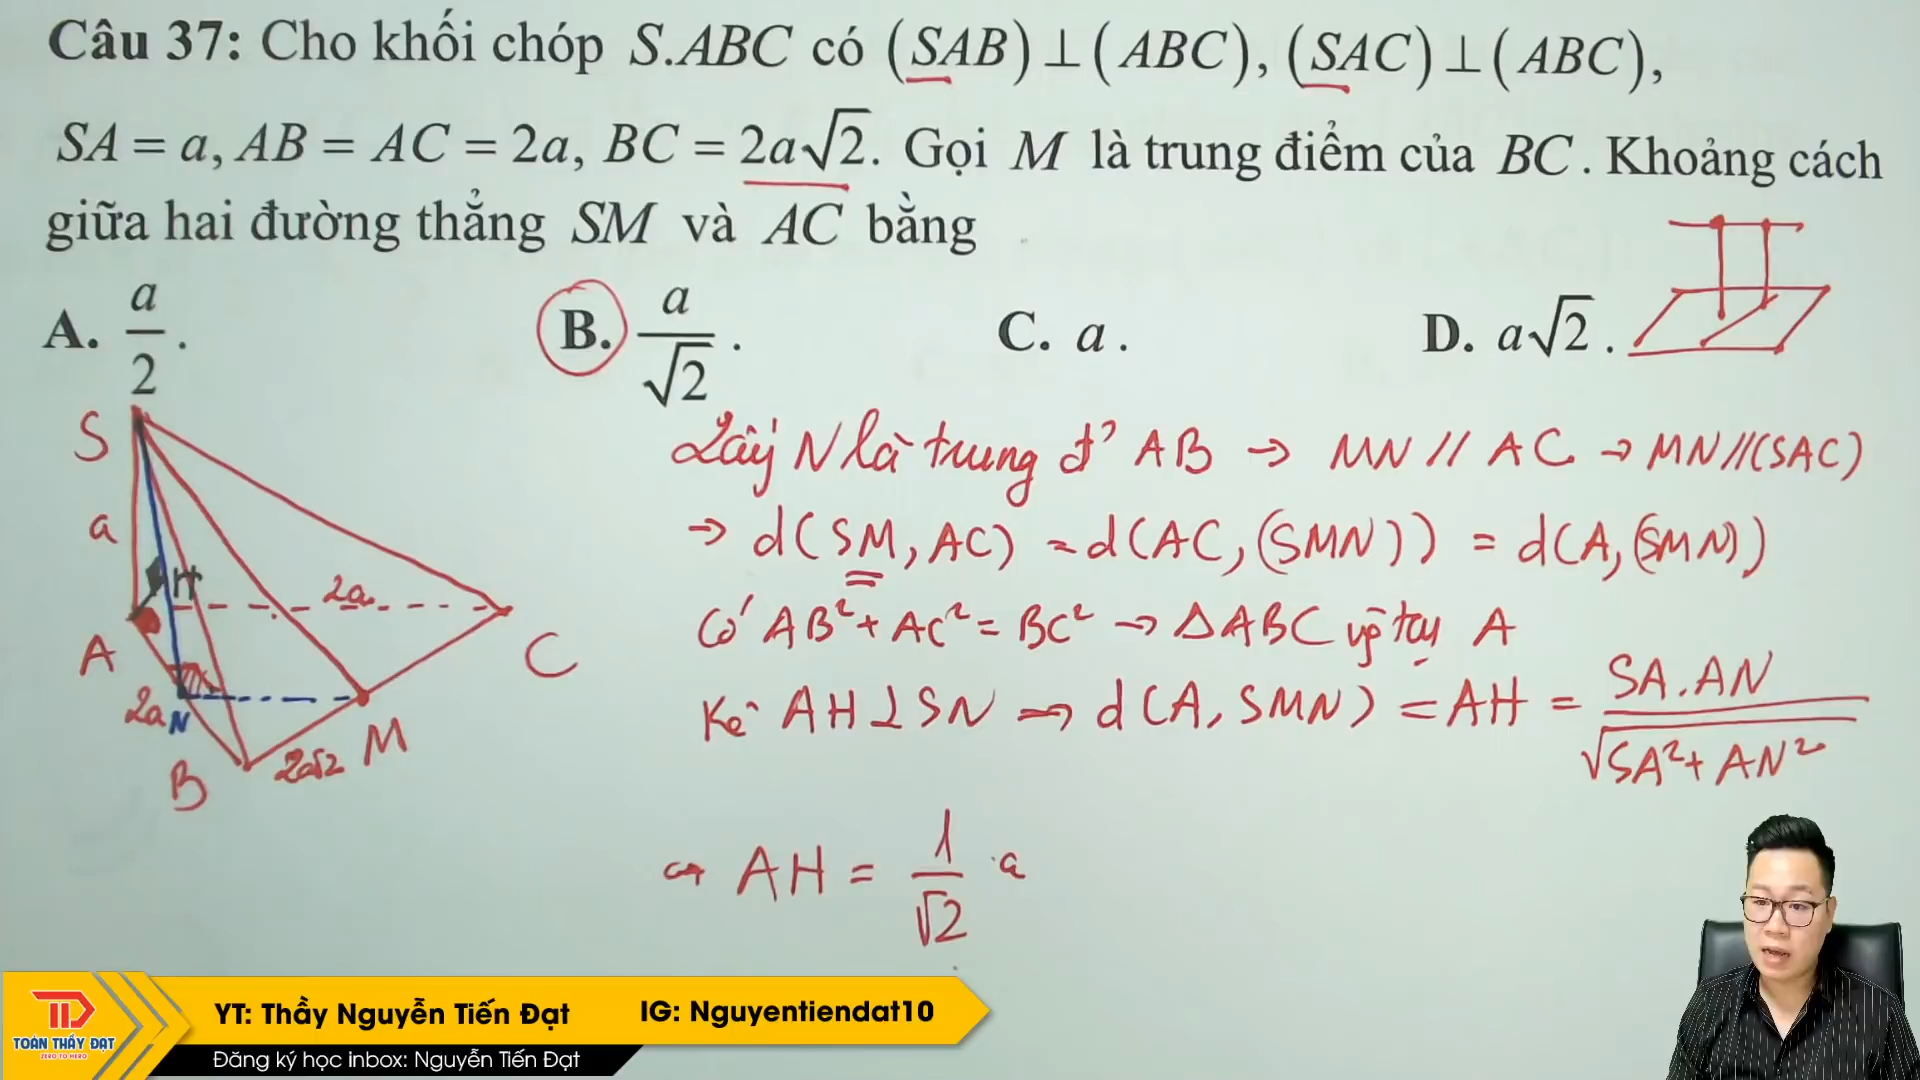 Câu 37: Cho khối chóp S.ABC có (SAB)⊥(ABC), (SAC)⊥(ABC),
SA = a, AB = AC = 2a, BC = 2a√2. Gọi M là trung điểm của BC. Khoảng cách
giữa hai đường thẳng SM và AC bằng
A. a/2. B. a/√2. C. a. D. a√2.
S
a
H
2a
A
C
2a
N
M
B
2a√2
Lấy N là trung đ' AB → MN // AC → MN//(SAC)
→ d(SM, AC) = d(AC, (SMN)) = d(A, (SMN))
Có AB² + AC² = BC² → ΔABC vg tại A
Kẻ AH ⊥ SN → d(A, SMN) = AH = SA.AN / √SA² + AN²
↔ AH = 1/√2 . a
TOÁN THẦY ĐẠT
ZERO TO HERO
YT: Thầy Nguyễn Tiến Đạt IG: Nguyentiendat10
Đăng ký học inbox: Nguyễn Tiến Đạt